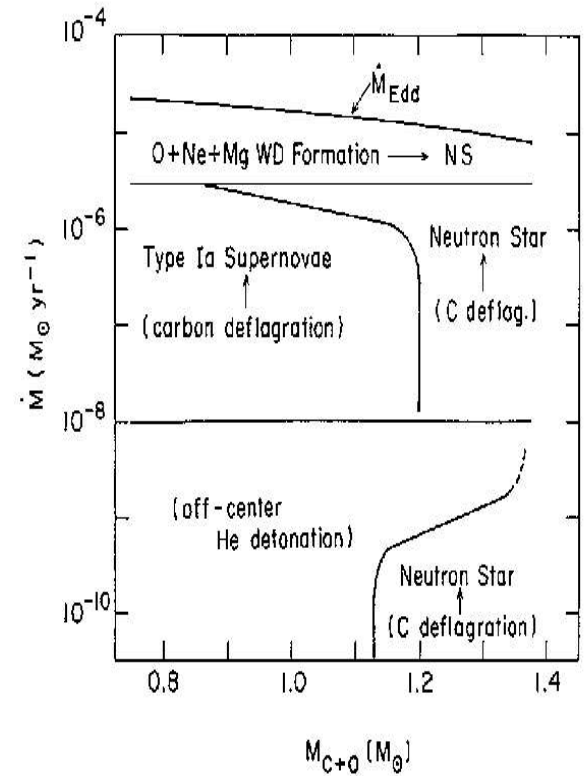 10⁻⁴
Ṁ_Edd
O+Ne+Mg WD Formation → NS
10⁻⁶
Type Ia Supernovae
(carbon deflagration)
Neutron Star
(C deflag.)
Ṁ (M⊙ yr⁻¹)
10⁻⁸
(off-center
He detonation)
Neutron Star
(C deflagration)
10⁻¹⁰
0.8 1.0 1.2 1.4
M_C+O (M⊙)